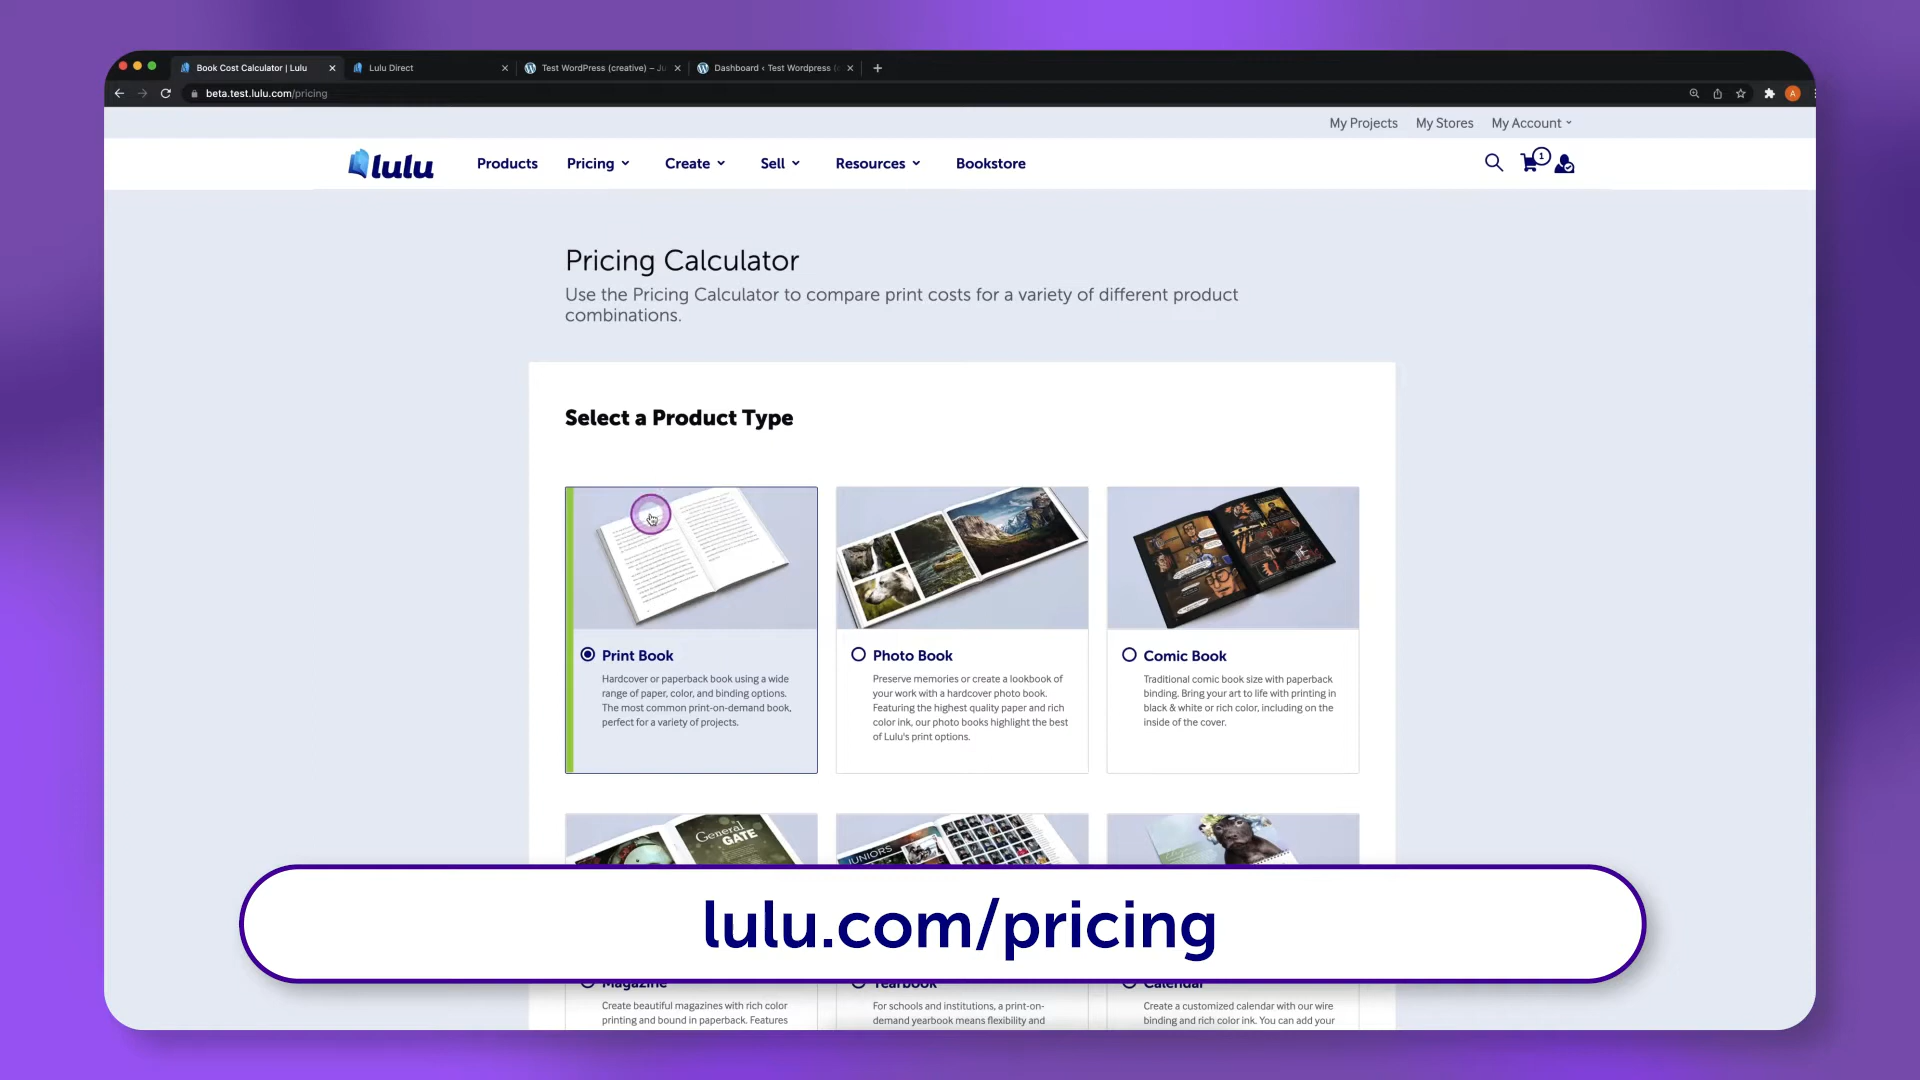 Book Cost Calculator | Lulu
Lulu Direct
Test WordPress (creative) – Ju
Dashboard ‹ Test Wordpress (c
beta.test.lulu.com/pricing
A
My Projects
My Stores
My Account
lulu
Products
Pricing
Create
Sell
Resources
Bookstore
1
Pricing Calculator
Use the Pricing Calculator to compare print costs for a variety of different product
combinations.
Select a Product Type
Print Book
Hardcover or paperback book using a wide
range of paper, color, and binding options.
The most common print-on-demand book,
perfect for a variety of projects.
Photo Book
Preserve memories or create a lookbook of
your work with a hardcover photo book.
Featuring the highest quality paper and rich
color ink, our photo books highlight the best
of Lulu's print options.
Comic Book
Traditional comic book size with paperback
binding. Bring your art to life with printing in
black & white or rich color, including on the
inside of the cover.
General
GATE
JUNIORS
lulu.com/pricing
Magazine
Create beautiful magazines with rich color
printing and bound in paperback. Features
Yearbook
For schools and institutions, a print-on-
demand yearbook means flexibility and
Calendar
Create a customized calendar with our wire
binding and rich color ink. You can add your